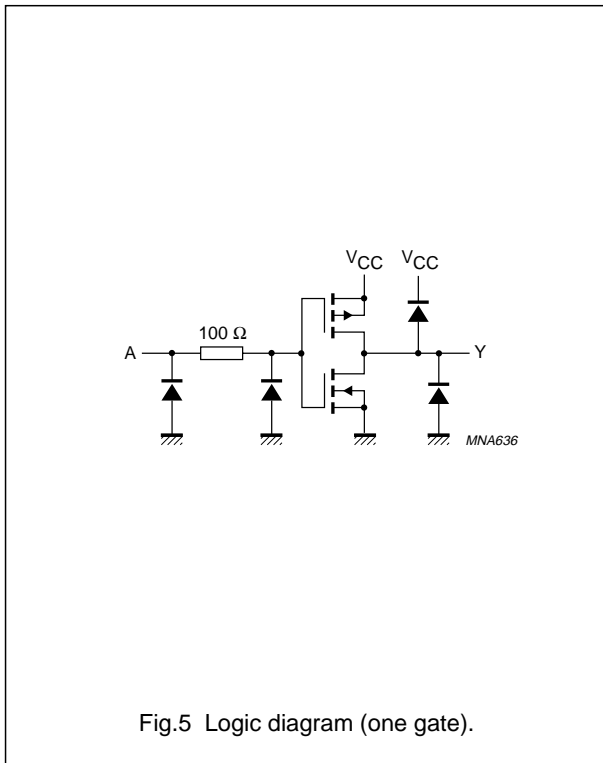 VCC VCC
100 Ω
A
Y
MNA636
Fig.5 Logic diagram (one gate).